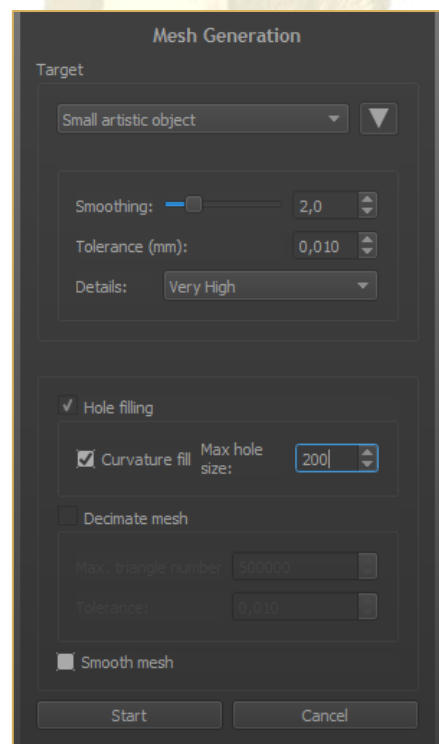 Mesh Generation
Target
Small artistic object
Smoothing: 2,0
Tolerance (mm): 0,010
Details: Very High
Hole filling
Curvature fill Max hole size: 200
Decimate mesh
Max. triangle number 500000
Tolerance: 0,010
Smooth mesh
Start Cancel